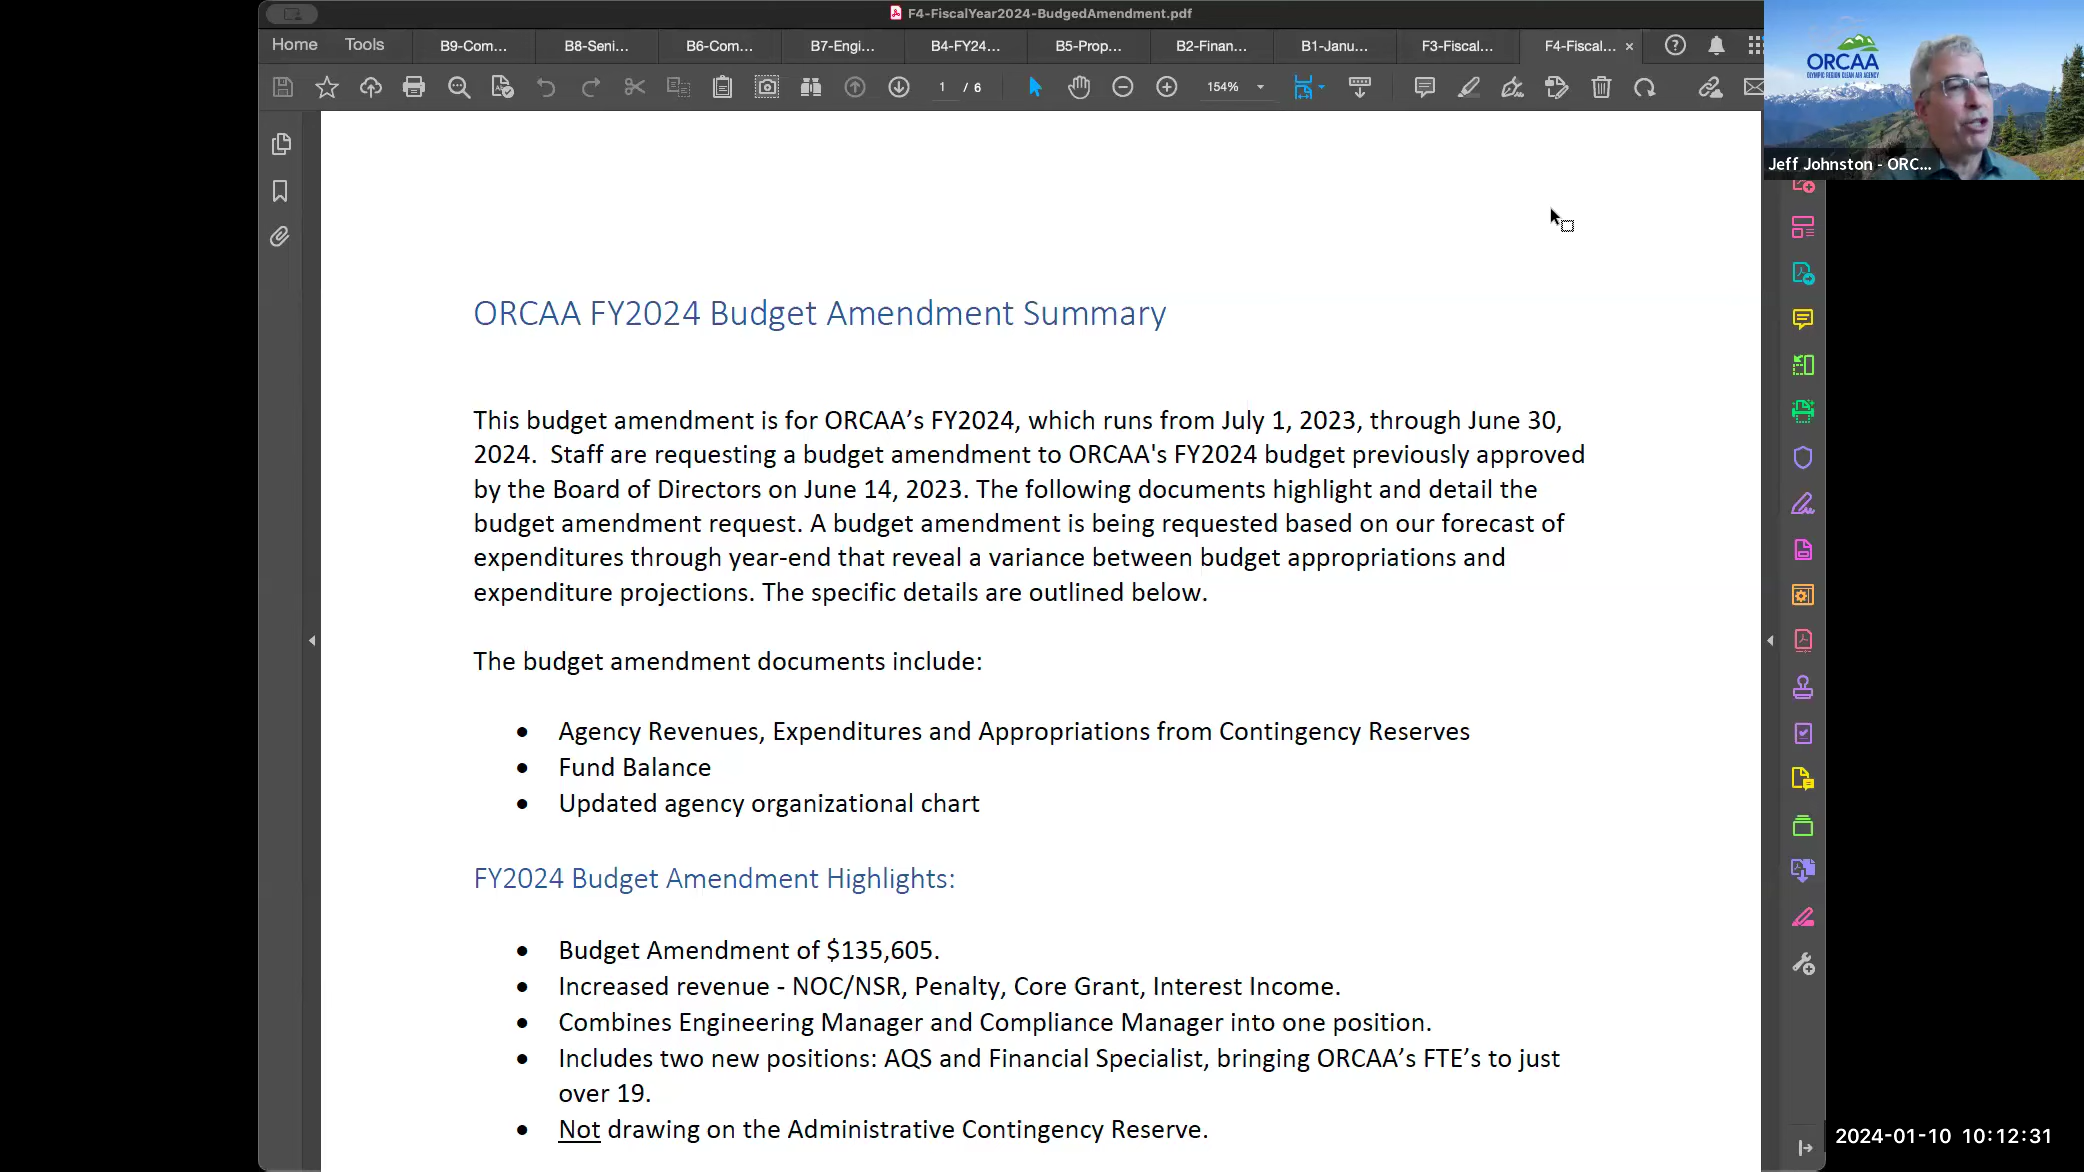 F4-FiscalYear2024-BudgedAmendment.pdf
Home Tools B9-Com... B8-Seni... B6-Com... B7-Engi... B4-FY24... B5-Prop... B2-Finan... B1-Janu... F3-Fiscal... F4-Fiscal...
1 / 6 154%
ORCAA
OLYMPIC REGION CLEAN AIR AGENCY
Jeff Johnston - ORC...
ORCAA FY2024 Budget Amendment Summary
This budget amendment is for ORCAA’s FY2024, which runs from July 1, 2023, through June 30,
2024. Staff are requesting a budget amendment to ORCAA's FY2024 budget previously approved
by the Board of Directors on June 14, 2023. The following documents highlight and detail the
budget amendment request. A budget amendment is being requested based on our forecast of
expenditures through year-end that reveal a variance between budget appropriations and
expenditure projections. The specific details are outlined below.
The budget amendment documents include:
• Agency Revenues, Expenditures and Appropriations from Contingency Reserves
• Fund Balance
• Updated agency organizational chart
FY2024 Budget Amendment Highlights:
• Budget Amendment of $135,605.
• Increased revenue - NOC/NSR, Penalty, Core Grant, Interest Income.
• Combines Engineering Manager and Compliance Manager into one position.
• Includes two new positions: AQS and Financial Specialist, bringing ORCAA’s FTE’s to just
over 19.
• Not drawing on the Administrative Contingency Reserve.
2024-01-10 10:12:31